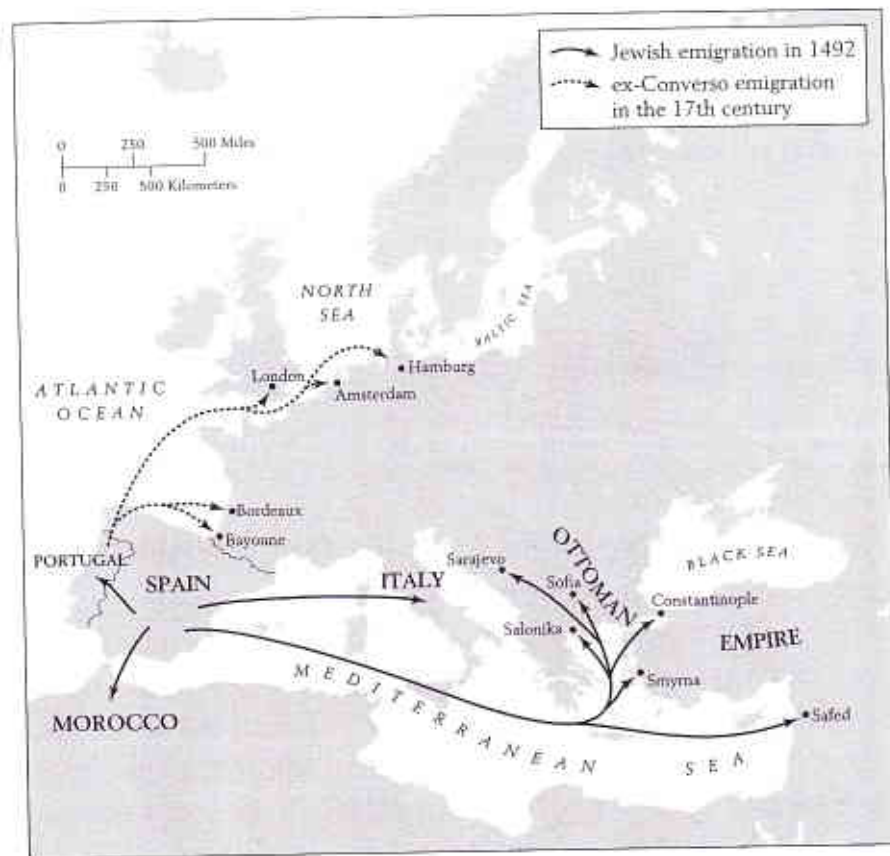 Jewish emigration in 1492
ex-Converso emigration
in the 17th century
0 250 500 Miles
0 250 500 Kilometers
NORTH
SEA
BALTIC SEA
ATLANTIC
OCEAN
London
Hamburg
Amsterdam
Bordeaux
Bayonne
PORTUGAL
SPAIN
ITALY
Sarajevo
OTTOMAN
Sofia
BLACK SEA
Constantinople
Salonika
EMPIRE
Smyrna
MOROCCO
MEDITERRANEAN SEA
Safed